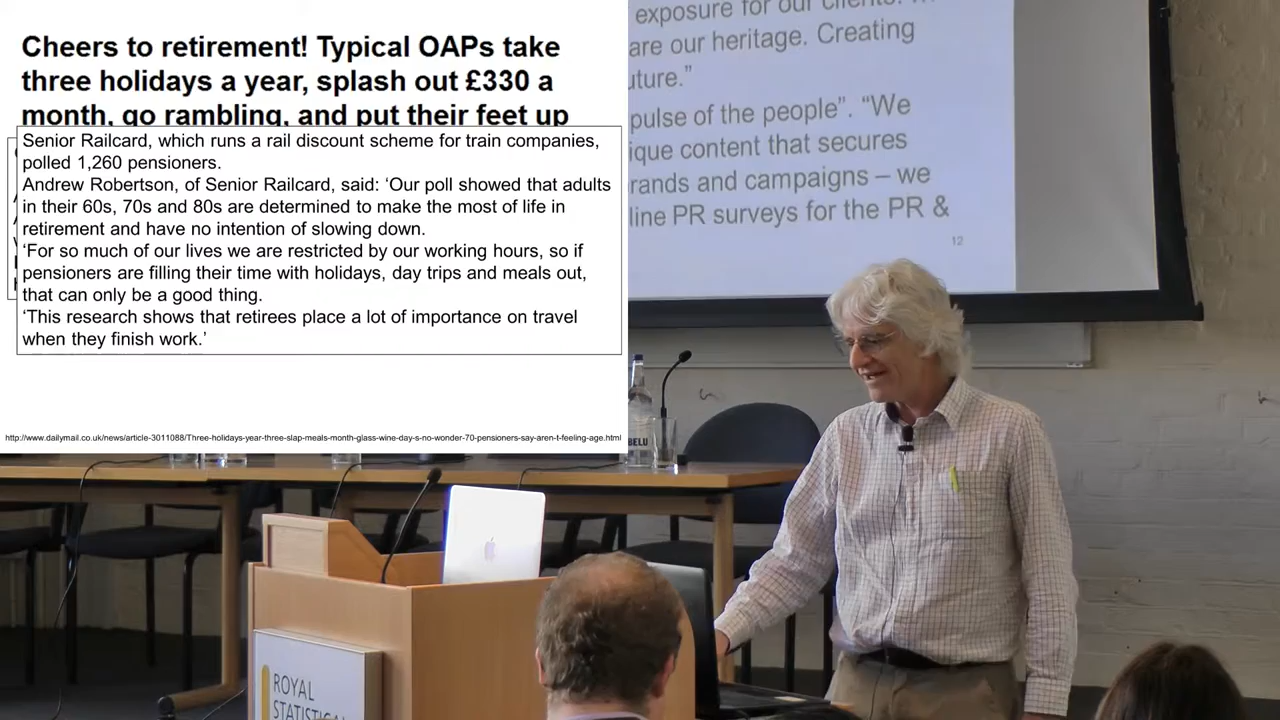 Cheers to retirement! Typical OAPs take
three holidays a year, splash out £330 a
month, go rambling, and put their feet up
Senior Railcard, which runs a rail discount scheme for train companies,
polled 1,260 pensioners.
Andrew Robertson, of Senior Railcard, said: ‘Our poll showed that adults
in their 60s, 70s and 80s are determined to make the most of life in
retirement and have no intention of slowing down.
‘For so much of our lives we are restricted by our working hours, so if
pensioners are filling their time with holidays, day trips and meals out,
that can only be a good thing.
‘This research shows that retirees place a lot of importance on travel
when they finish work.’
http://www.dailymail.co.uk/news/article-3011088/Three-holidays-year-three-slap-meals-month-glass-wine-day-s-no-wonder-70-pensioners-say-aren-t-feeling-age.html
exposure for our clients.
are our heritage. Creating
uture.”
pulse of the people”. “We
ique content that secures
rands and campaigns – we
line PR surveys for the PR &
12
BELU
ROYAL
STATISTICAL